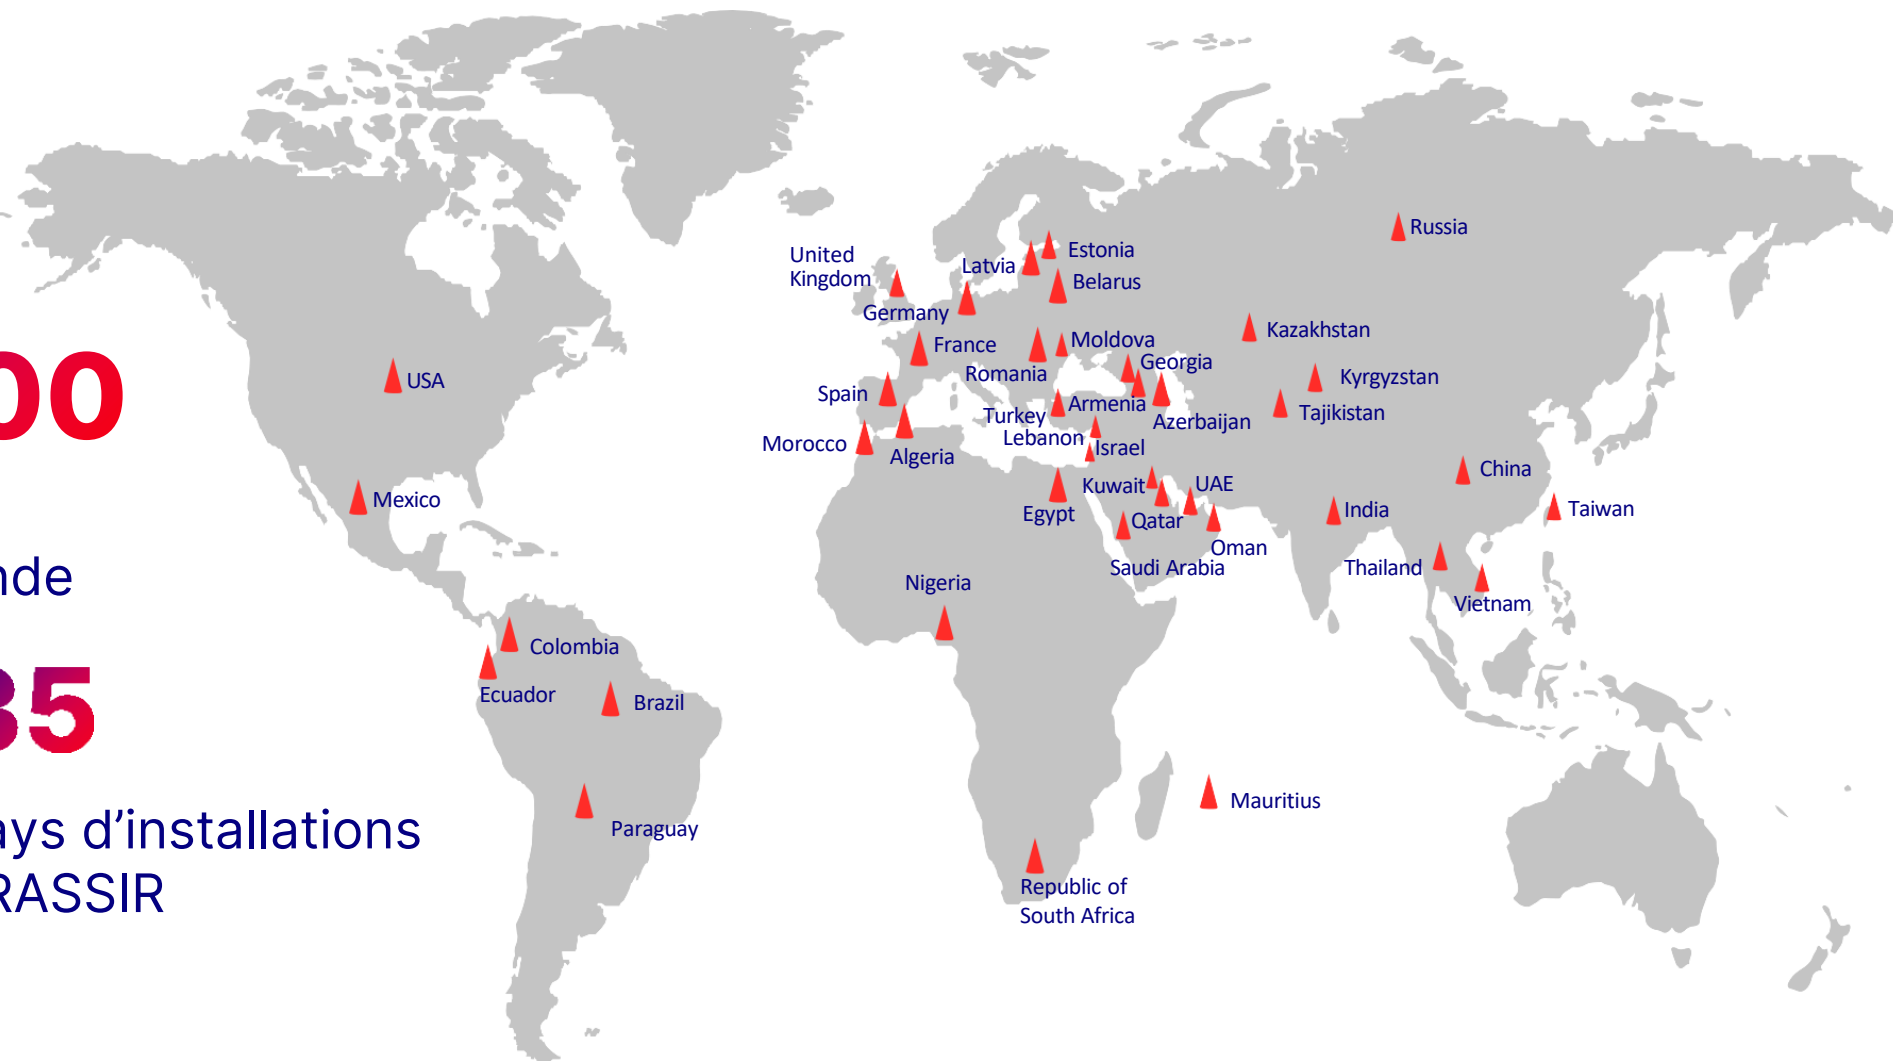 00
nde
35
ays d’installations
RASSIR
USA
Mexico
Colombia
Ecuador
Brazil
Paraguay
United
Kingdom
Germany
Latvia
Estonia
Belarus
France
Romania
Moldova
Georgia
Spain
Turkey
Armenia
Azerbaijan
Morocco
Algeria
Lebanon
Israel
Egypt
Kuwait
UAE
Qatar
Oman
Saudi Arabia
Nigeria
Mauritius
Republic of
South Africa
Russia
Kazakhstan
Kyrgyzstan
Tajikistan
China
Taiwan
India
Thailand
Vietnam